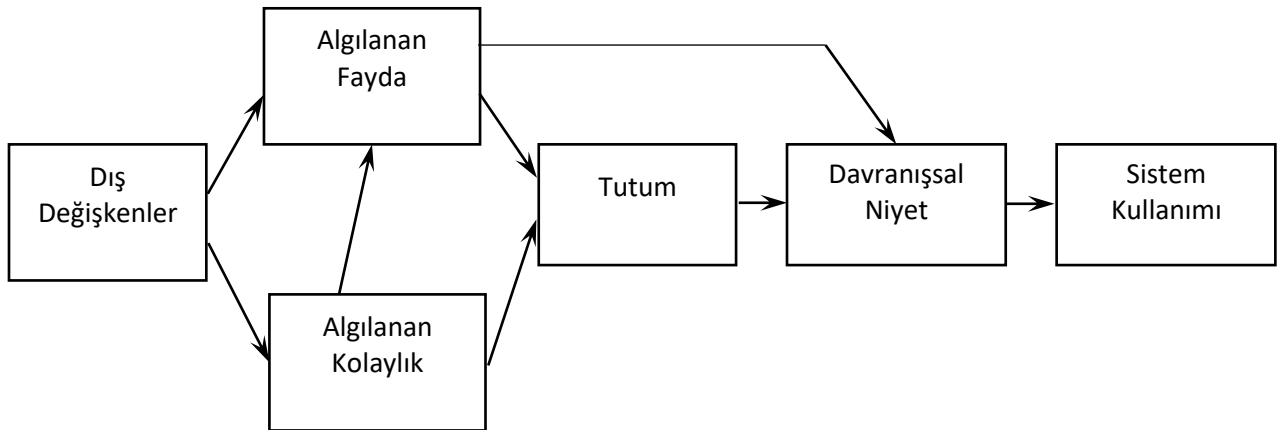 Algılanan
Fayda
Dış
Değişkenler
Tutum
Davranışsal
Niyet
Sistem
Kullanımı
Algılanan
Kolaylık